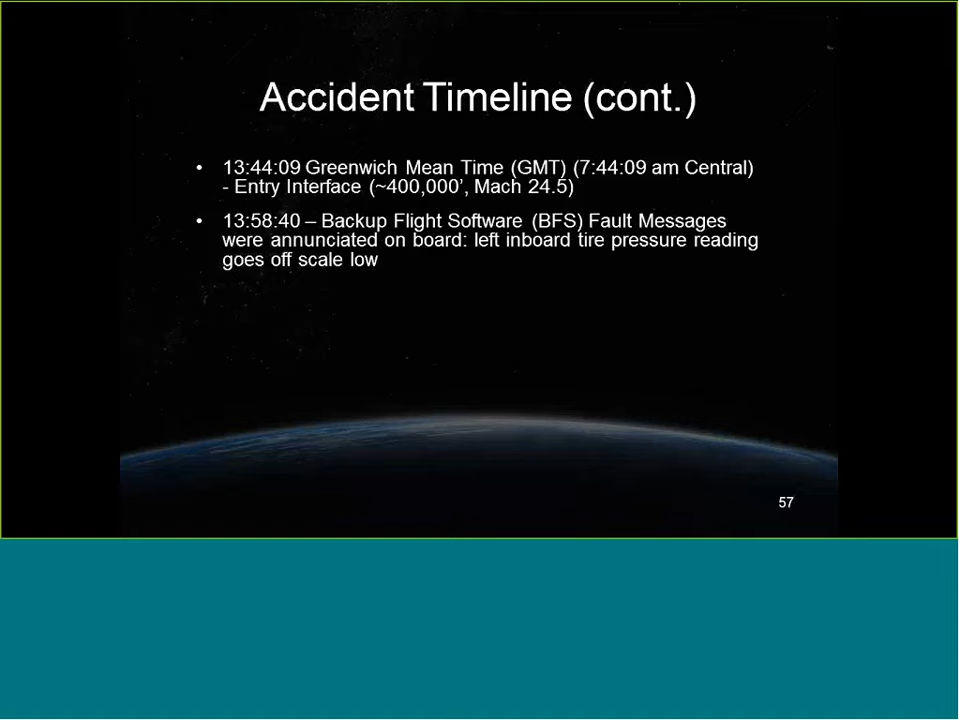 Accident Timeline (cont.)
• 13:44:09 Greenwich Mean Time (GMT) (7:44:09 am Central)
- Entry Interface (~400,000’, Mach 24.5)
• 13:58:40 – Backup Flight Software (BFS) Fault Messages
were annunciated on board: left inboard tire pressure reading
goes off scale low
57